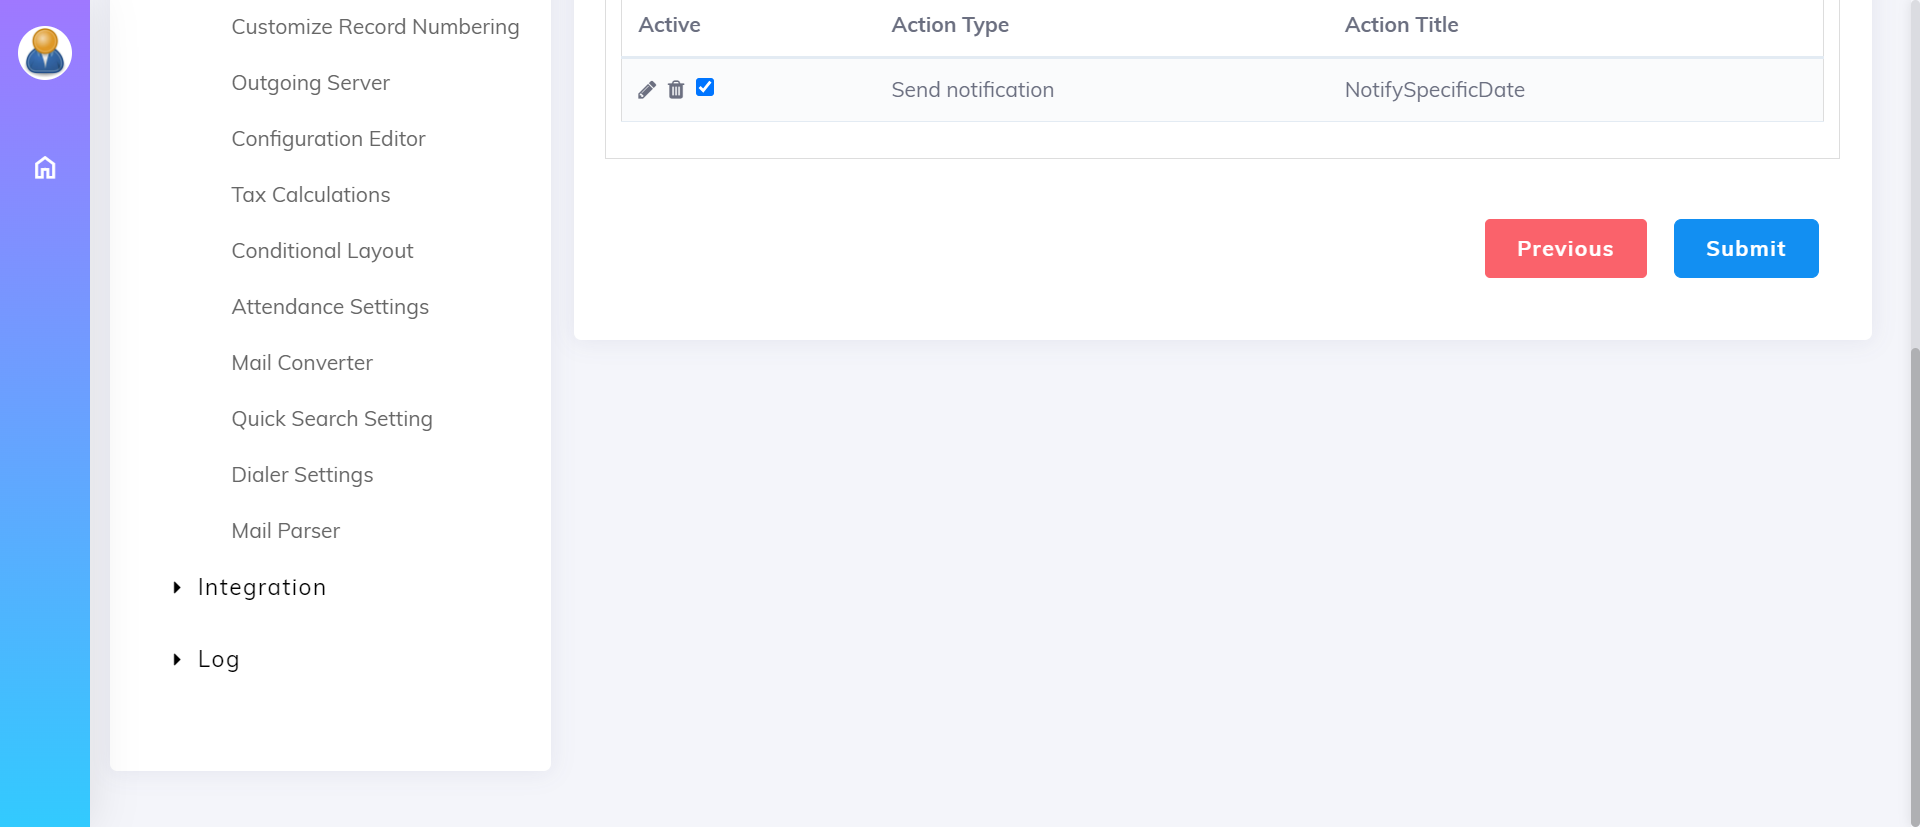 Customize Record Numbering
Outgoing Server
Configuration Editor
Tax Calculations
Conditional Layout
Attendance Settings
Mail Converter
Quick Search Setting
Dialer Settings
Mail Parser
Integration
Log
Active Action Type Action Title
Send notification NotifySpecificDate
Previous Submit